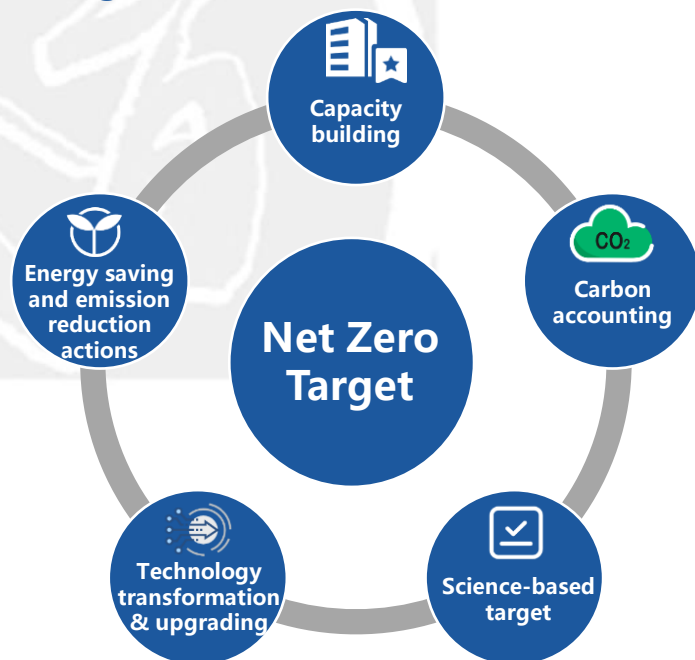 Capacity
building
CO₂
Carbon
accounting
Energy saving
and emission
reduction
actions
Net Zero
Target
Technology
transformation
& upgrading
Science-based
target